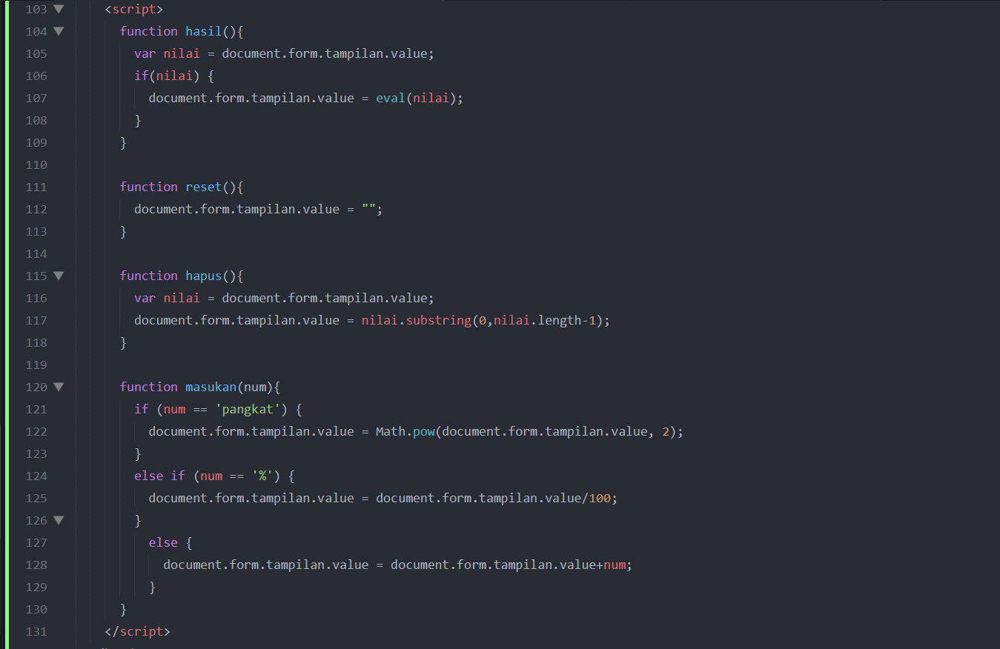 103 <script>
104 function hasil(){
105 var nilai = document.form.tampilan.value;
106 if(nilai) {
107 document.form.tampilan.value = eval(nilai);
108 }
109 }
110
111 function reset(){
112 document.form.tampilan.value = "";
113 }
114
115 function hapus(){
116 var nilai = document.form.tampilan.value;
117 document.form.tampilan.value = nilai.substring(0,nilai.length-1);
118 }
119
120 function masukan(num){
121 if (num == 'pangkat') {
122 document.form.tampilan.value = Math.pow(document.form.tampilan.value, 2);
123 }
124 else if (num == '%') {
125 document.form.tampilan.value = document.form.tampilan.value/100;
126 }
127 else {
128 document.form.tampilan.value = document.form.tampilan.value+num;
129 }
130 }
131 </script>